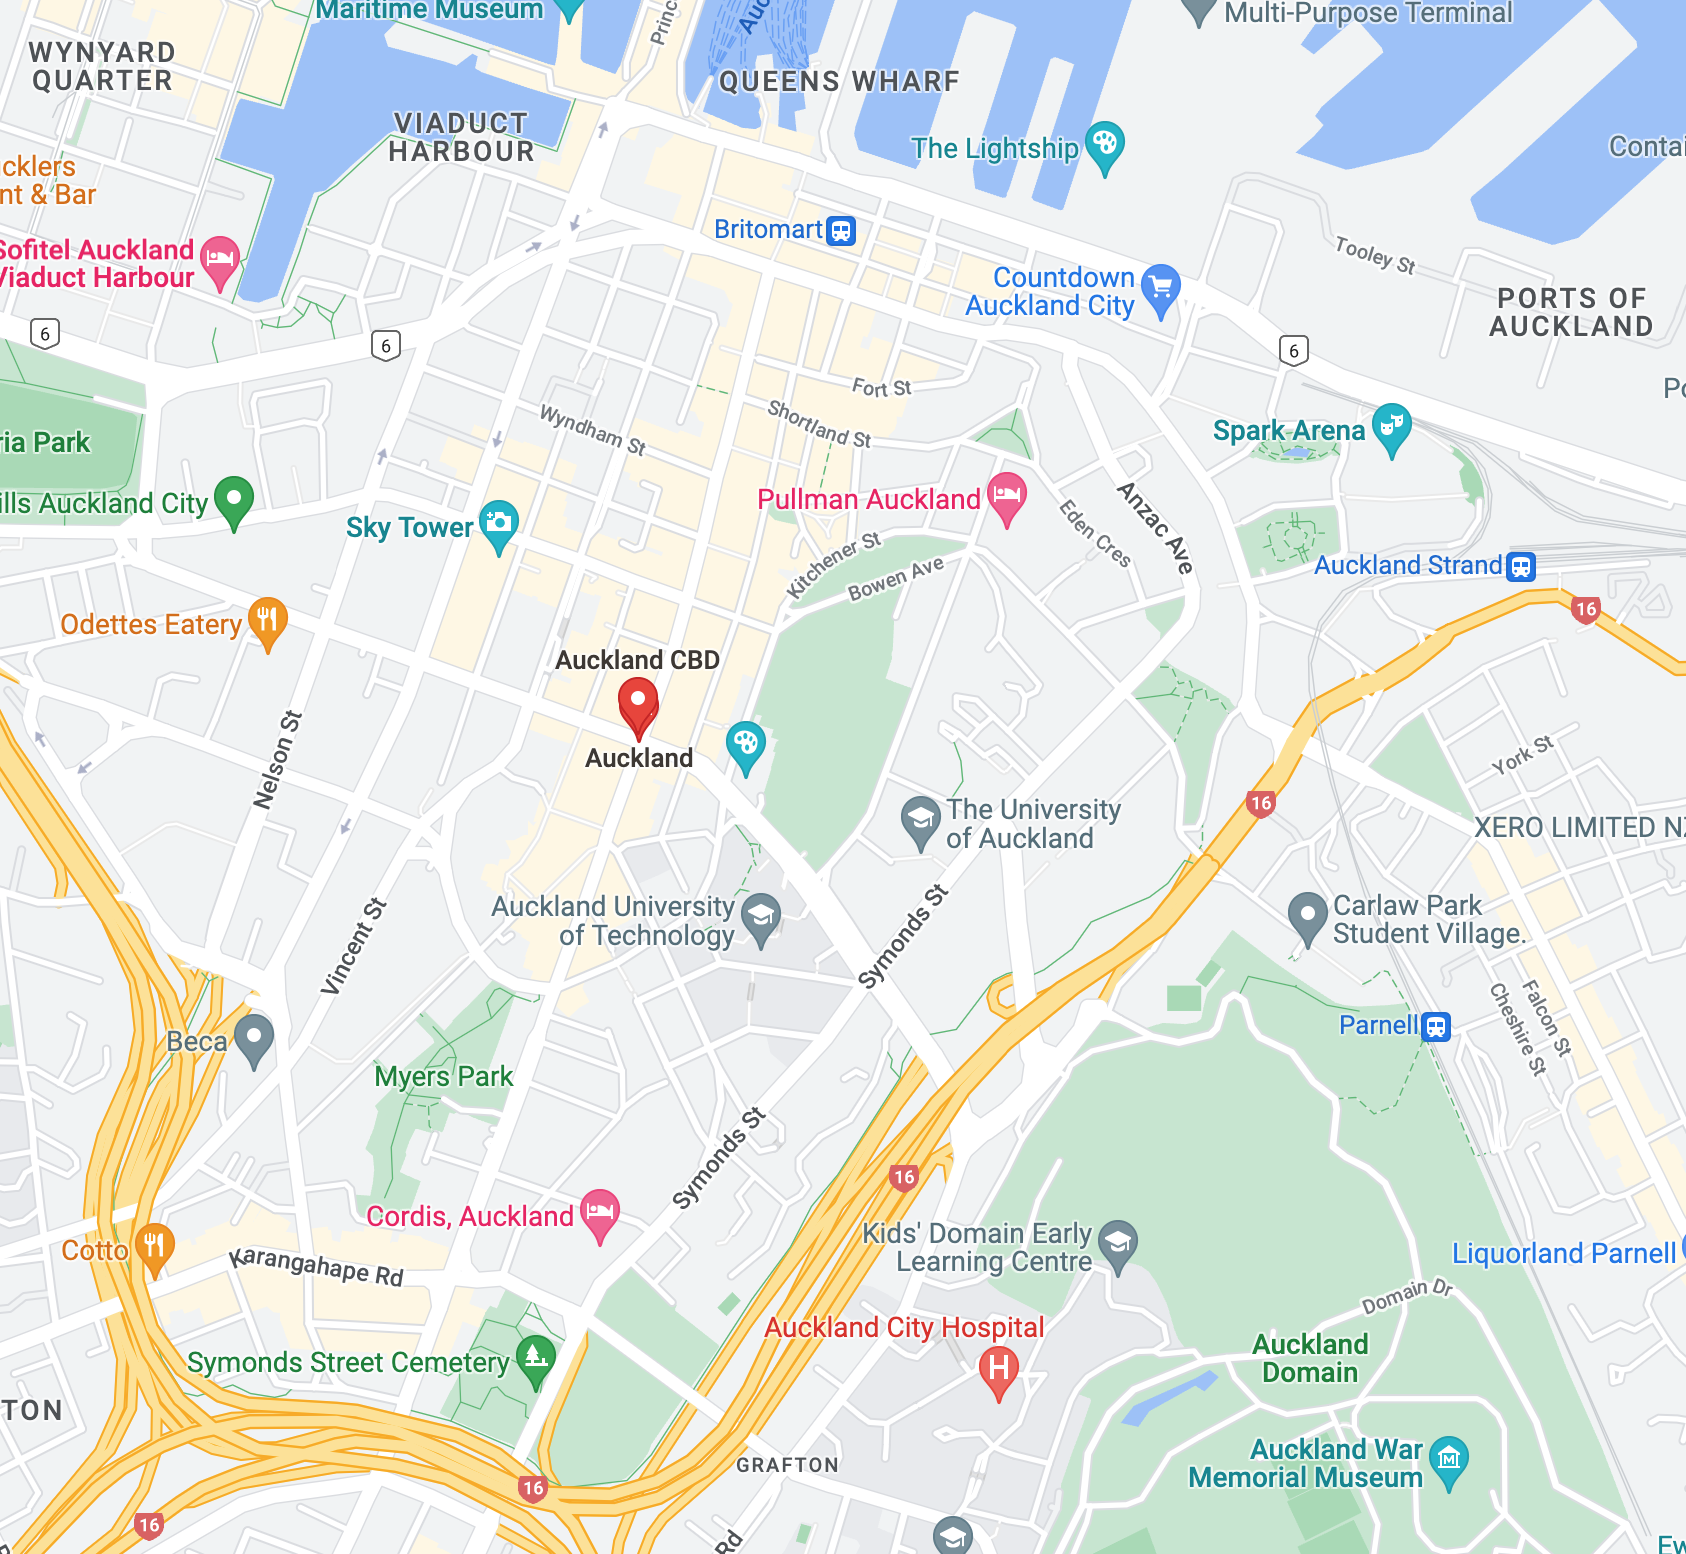 Maritime Museum
Princ
Auc
Multi-Purpose Terminal
WYNYARD
QUARTER
QUEENS WHARF
VIADUCT
HARBOUR
The Lightship
Contai
cklers
nt & Bar
Britomart
Sofitel Auckland
Viaduct Harbour
Tooley St
Countdown
Auckland City
PORTS OF
AUCKLAND
6
6
6
Fort St
Po
Shortland St
Wyndham St
Spark Arena
ria Park
Pullman Auckland
ills Auckland City
Anzac Ave
Eden Cres
Sky Tower
Kitchener St
Bowen Ave
Auckland Strand
16
Odettes Eatery
Auckland CBD
Auckland
Nelson St
York St
16
The University
of Auckland
XERO LIMITED NZ
Auckland University
of Technology
Symonds St
Carlaw Park
Student Village.
Vincent St
Falcon St
Cheshire St
Parnell
Beca
Myers Park
Symonds St
16
Cordis, Auckland
Kids' Domain Early
Learning Centre
Cotto
Karangahape Rd
Liquorland Parnell
Domain Dr
Auckland City Hospital
H
Auckland
Domain
Symonds Street Cemetery
TON
Auckland War
Memorial Museum
M
GRAFTON
16
16
Rd
Ew